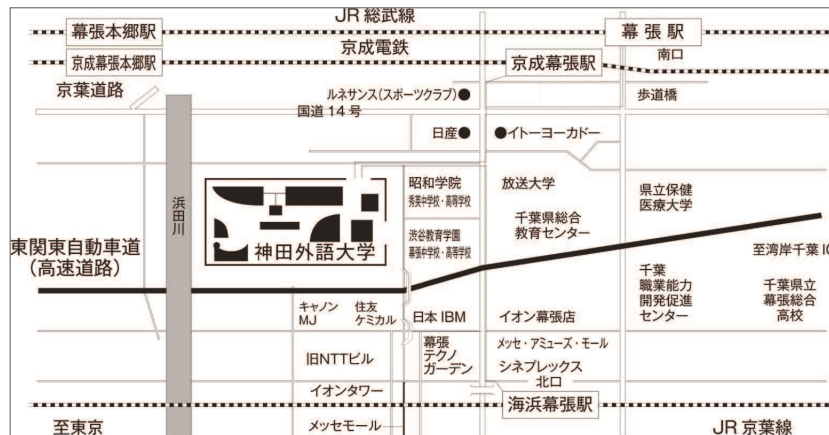 JR 総武線
幕張本郷駅
幕張駅
京成電鉄
南口
京成幕張本郷駅
京成幕張駅
京葉道路
ルネサンス(スポーツクラブ)
歩道橋
国道14号
日産
イトーヨーカドー
浜田川
昭和学院
秀英中学校・高等学校
放送大学
県立保健
医療大学
千葉県総合
教育センター
渋谷教育学園
幕張中学校・高等学校
神田外語大学
東関東自動車道
(高速道路)
至湾岸千葉IC
千葉
職業能力
開発促進
センター
千葉県立
幕張総合
高校
キャノン
MJ
住友
ケミカル
日本IBM
イオン幕張店
旧NTTビル
幕張
テクノ
ガーデン
メッセ・アミューズ・モール
シネプレックス
北口
イオンタワー
海浜幕張駅
至東京
メッセモール
JR 京葉線